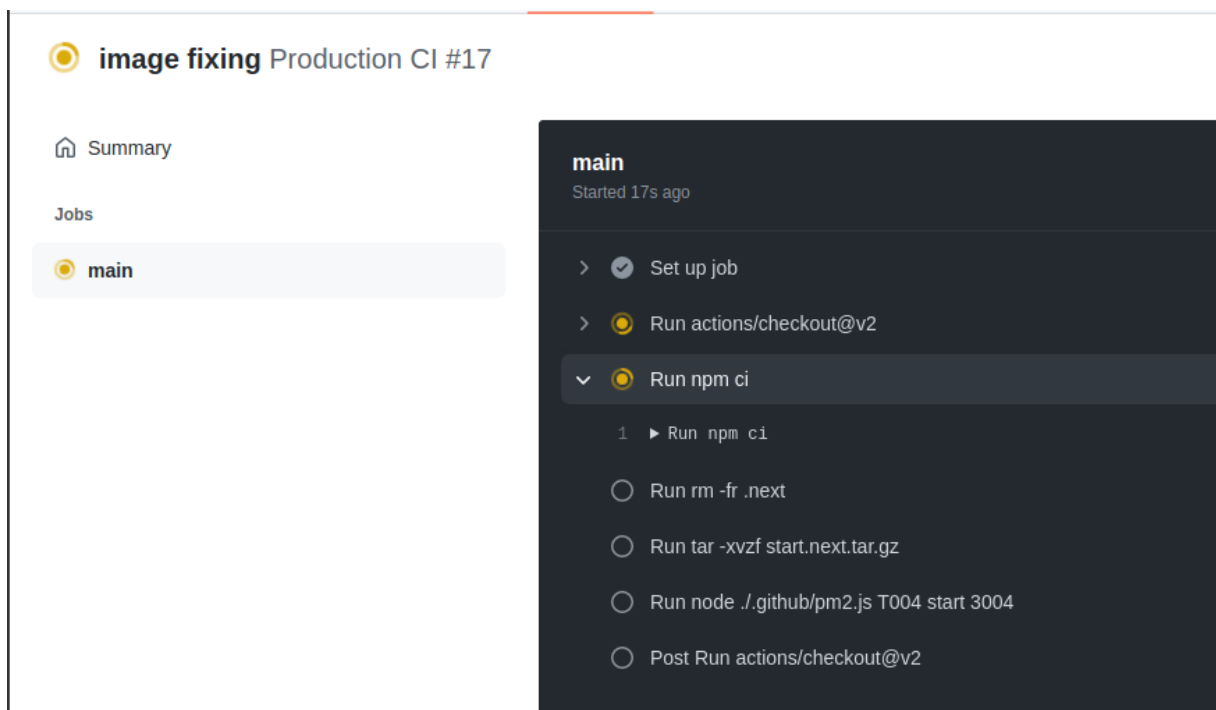 image fixing Production CI #17
Summary
Jobs
main
main
Started 17s ago
Set up job
Run actions/checkout@v2
Run npm ci
1 Run npm ci
Run rm -fr .next
Run tar -xvzf start.next.tar.gz
Run node ./.github/pm2.js T004 start 3004
Post Run actions/checkout@v2